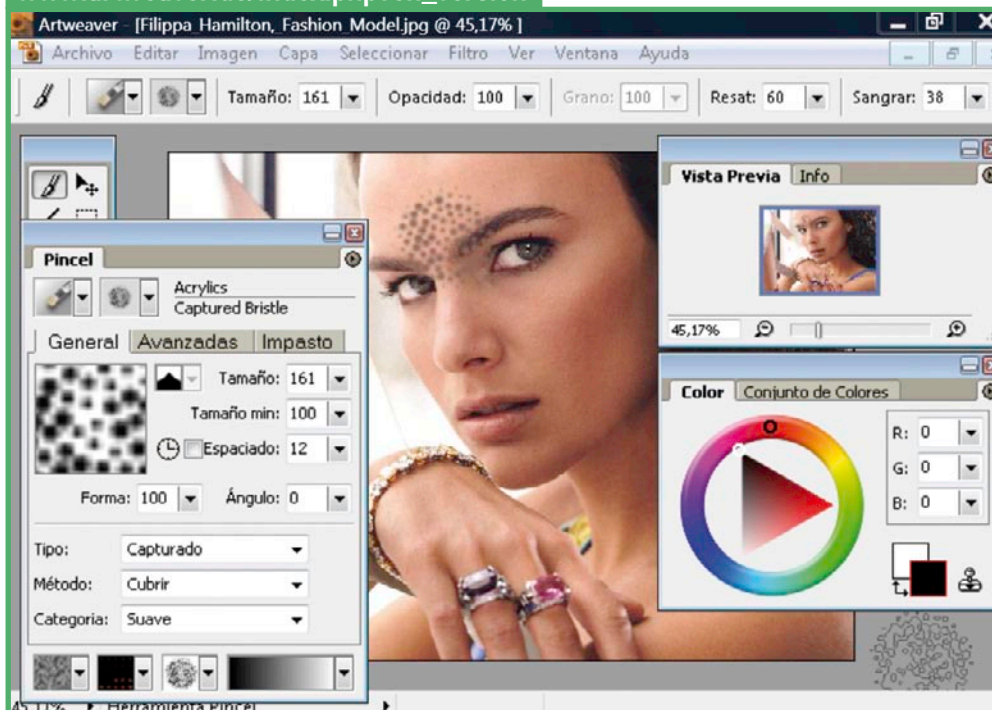 Artweaver - [Filippa_Hamilton,_Fashion_Model.jpg @ 45,17% ]
Archivo Editar Imagen Capa Seleccionar Filtro Ver Ventana Ayuda
Tamaño: 161 Opacidad: 100 Grano: 100 Resat: 60 Sangrar: 38
Pincel
Acrylics
Captured Bristle
General Avanzadas Impasto
Tamaño: 161
Tamaño min: 100
Espaciado: 12
Forma: 100 Ángulo: 0
Tipo: Capturado
Método: Cubrir
Categoria: Suave
Vista Previa Info
45,17%
Color Conjunto de Colores
R: 0
G: 0
B: 0
45,17% Herramienta Pincel